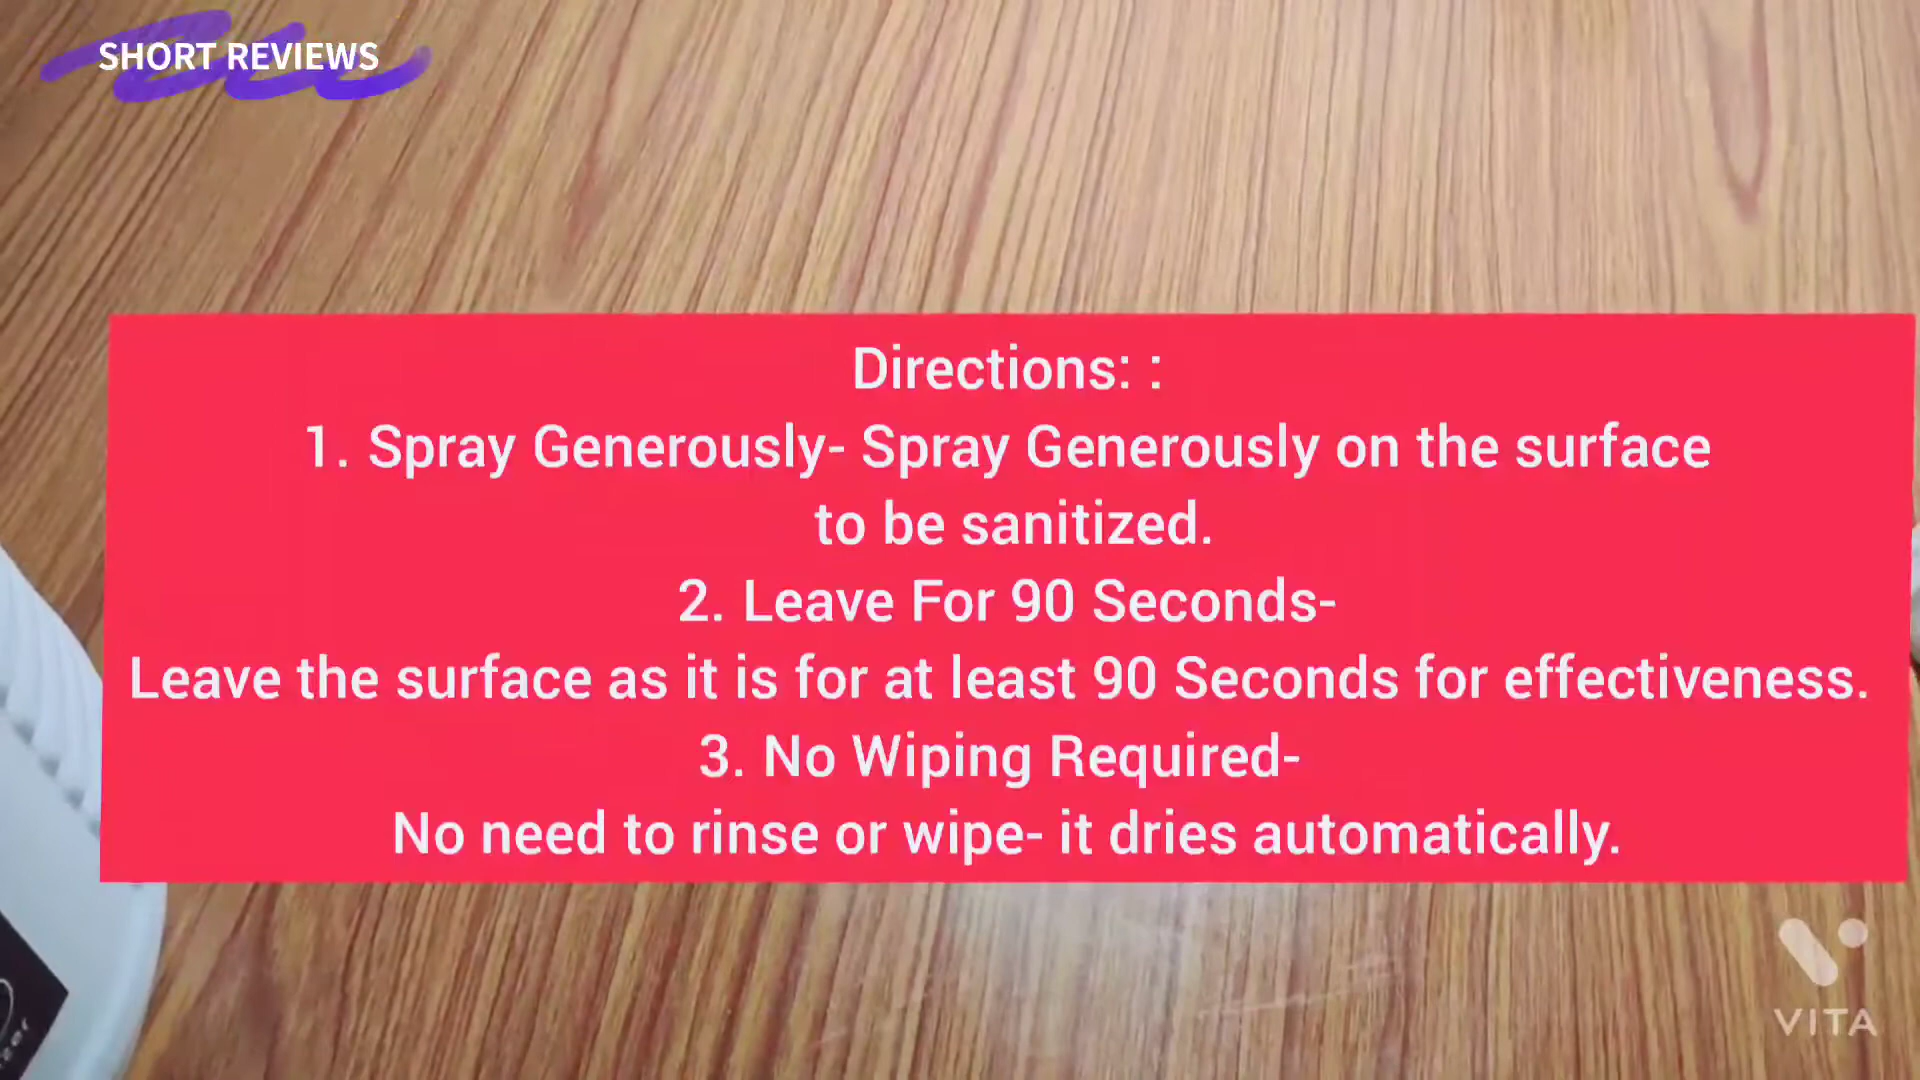 SHORT REVIEWS
Directions: :
1. Spray Generously- Spray Generously on the surface
to be sanitized.
2. Leave For 90 Seconds-
Leave the surface as it is for at least 90 Seconds for effectiveness.
3. No Wiping Required-
No need to rinse or wipe- it dries automatically.
VITA